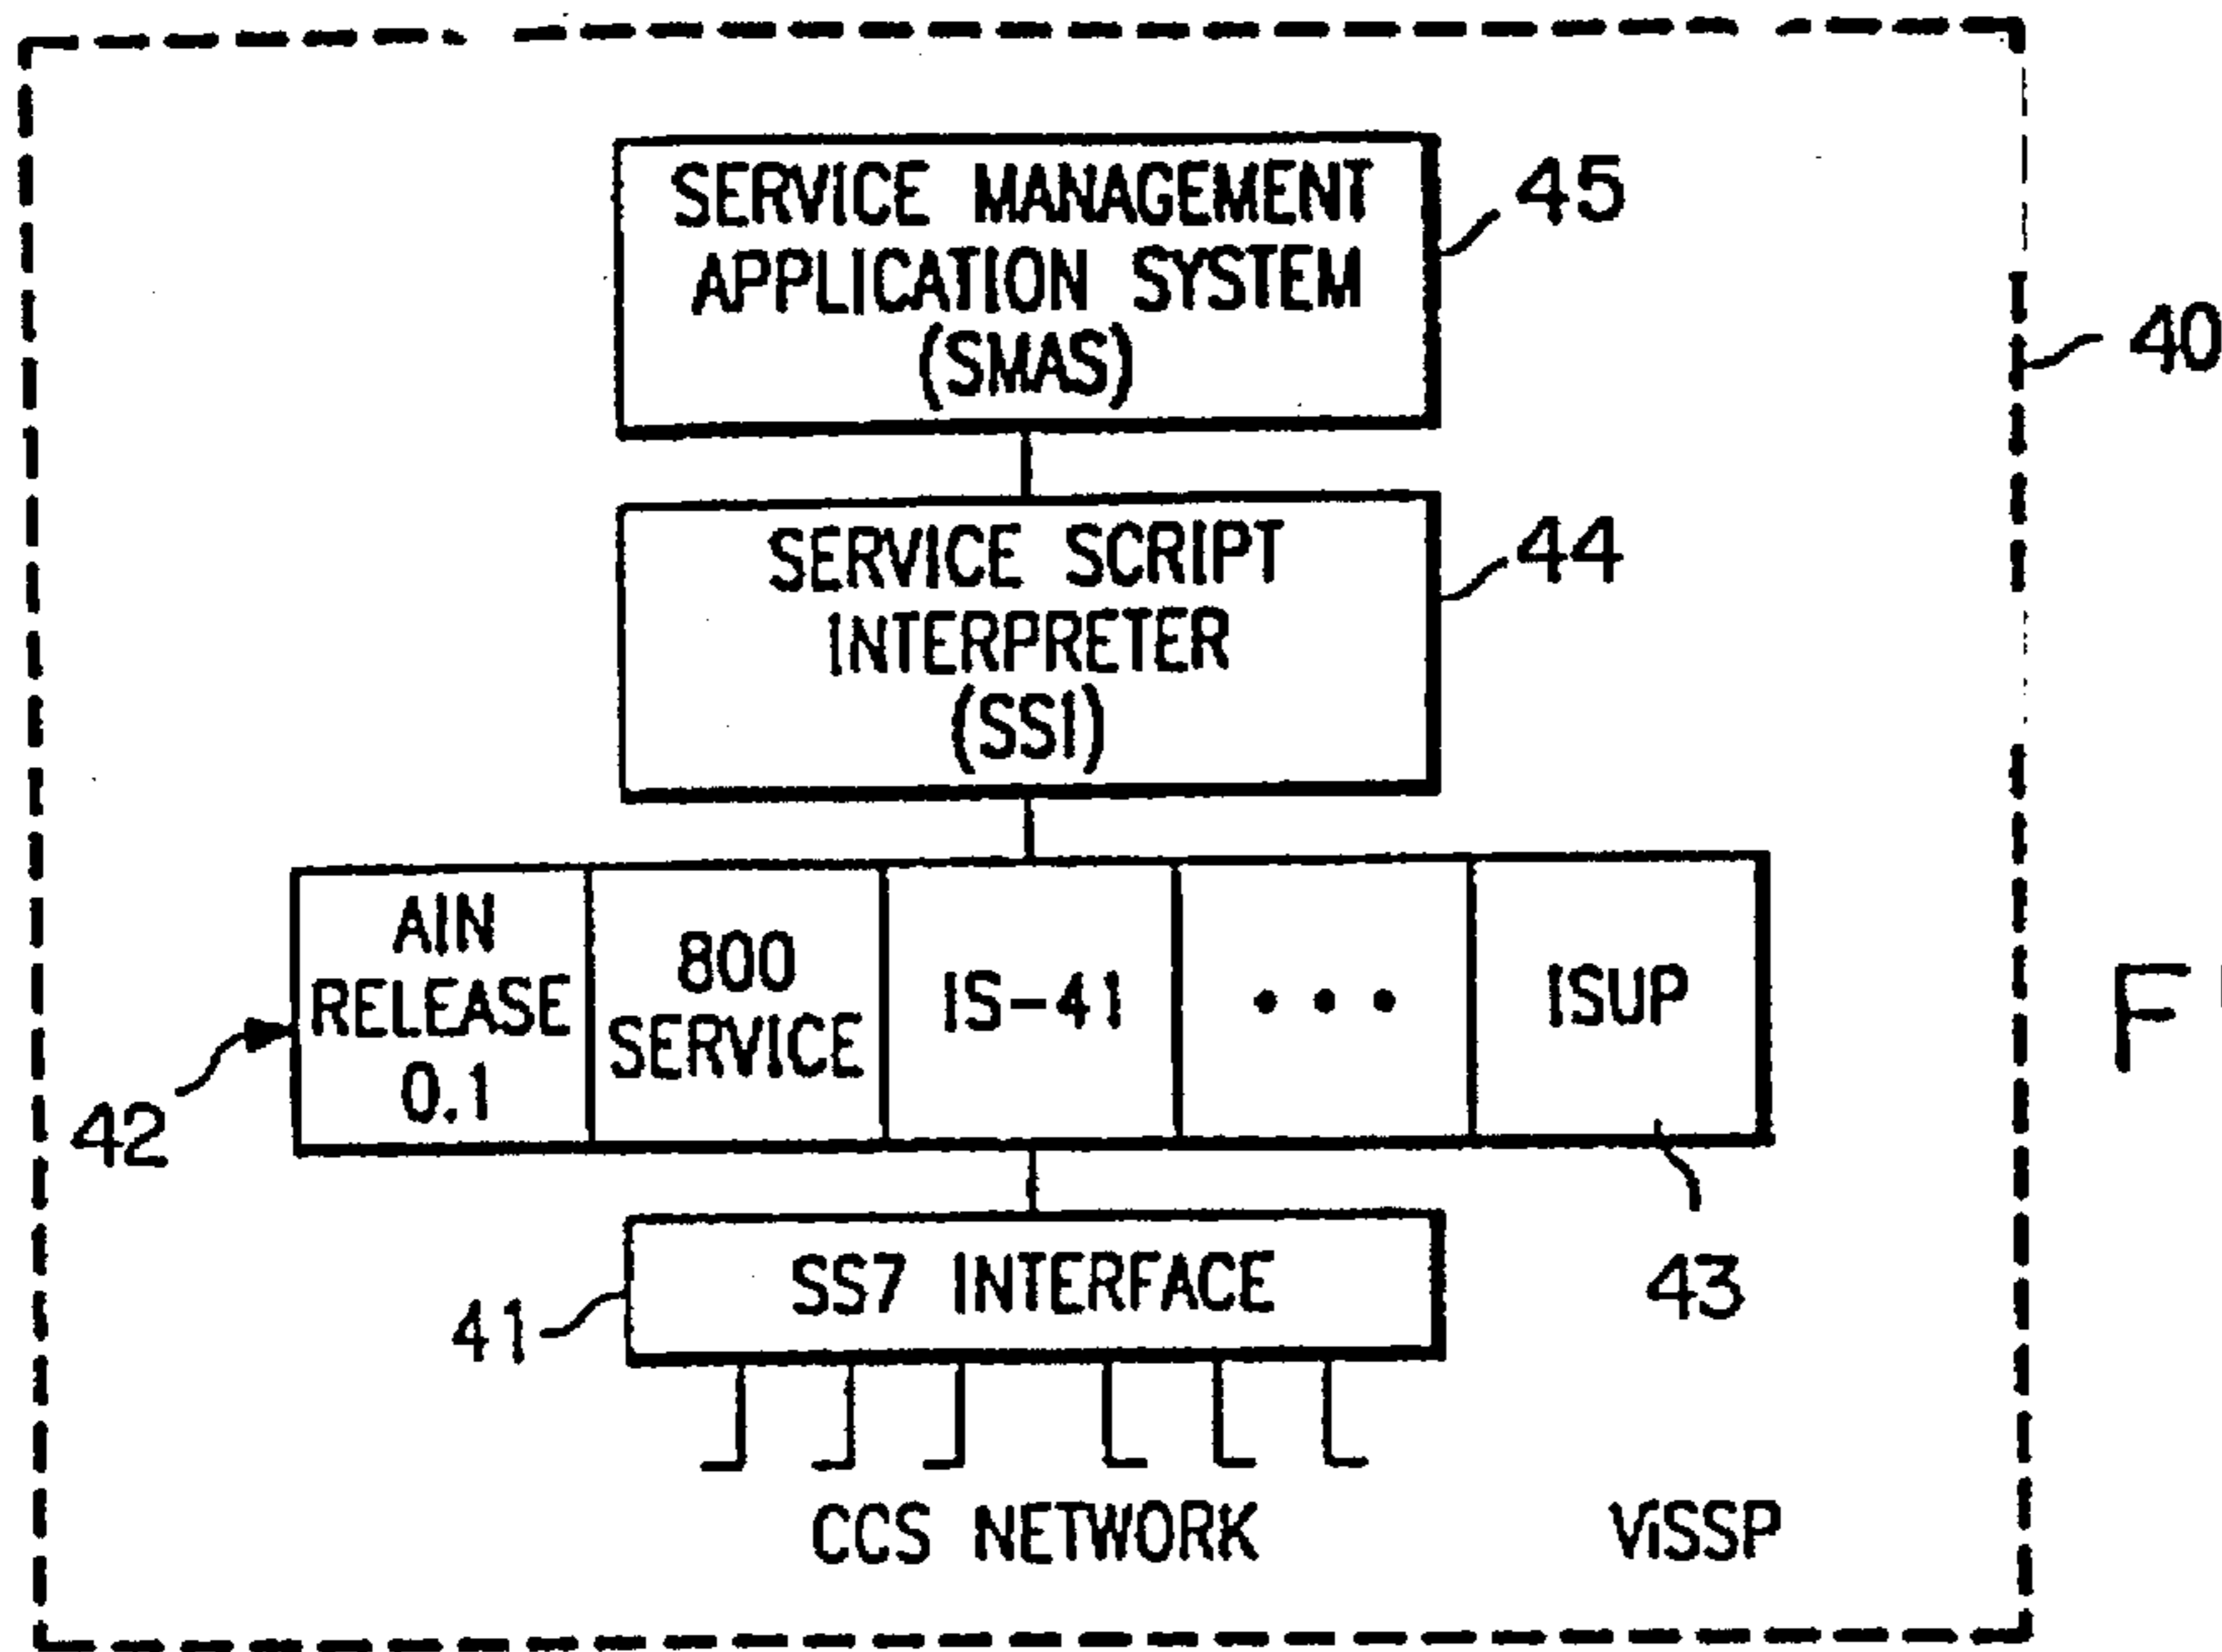 SERVICE MANAGEMENT
APPLICATION SYSTEM
(SMAS)
45
40
SERVICE SCRIPT
INTERPRETER
(SSI)
44
AIN
RELEASE
0.1
800
SERVICE
IS-41
• • •
ISUP
42
43
SS7 INTERFACE
41
CCS NETWORK
ViSSP
F